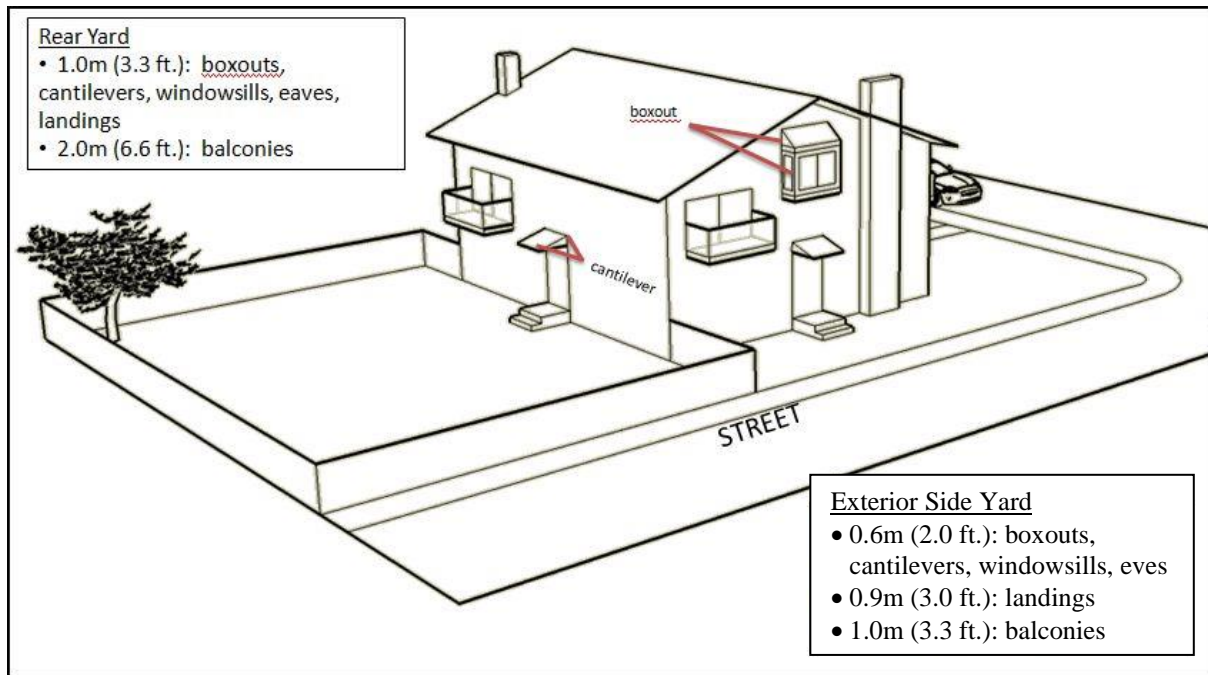 Rear Yard
• 1.0m (3.3 ft.): boxouts,
cantilevers, windowsills, eaves,
landings
• 2.0m (6.6 ft.): balconies
boxout
cantilever
STREET
Exterior Side Yard
• 0.6m (2.0 ft.): boxouts,
cantilevers, windowsills, eves
• 0.9m (3.0 ft.): landings
• 1.0m (3.3 ft.): balconies